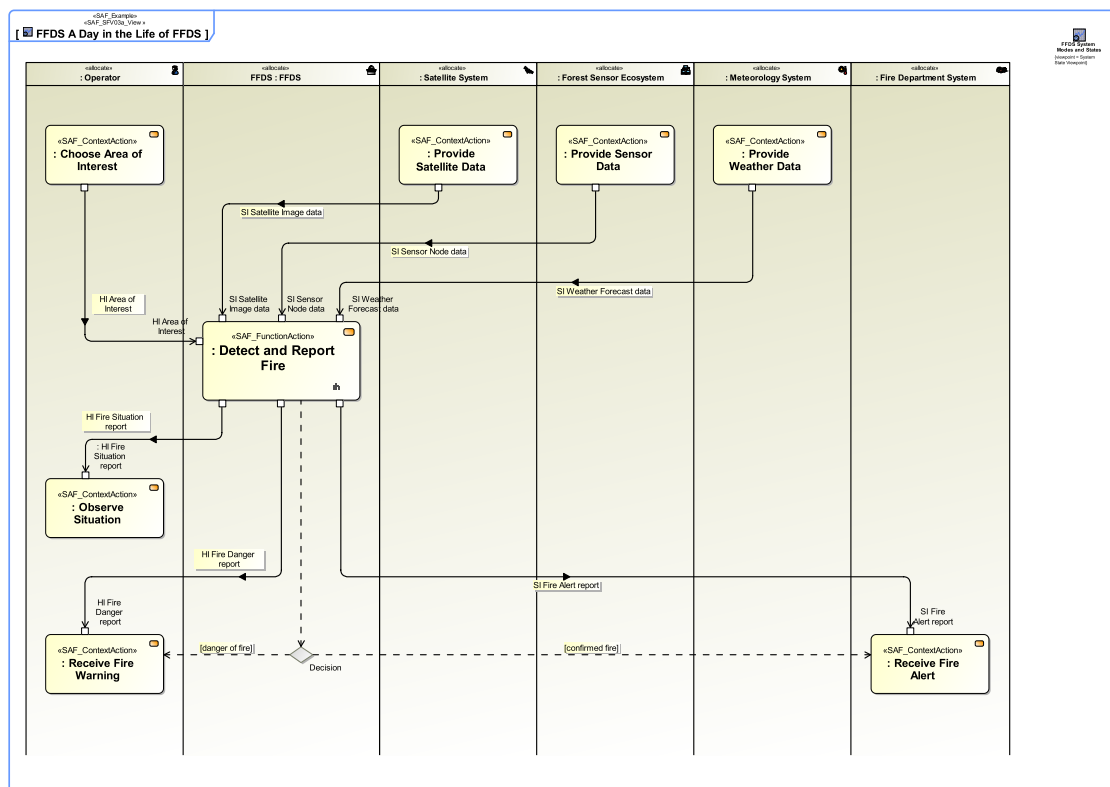 «SAF_Example»
«SAF_SFV03a_View »
[ FFDS A Day in the Life of FFDS ]
FFDS System
Modes and States
[viewpoint = System
State Viewpoint]
«allocate»
: Operator
«allocate»
FFDS : FFDS
«allocate»
: Satellite System
«allocate»
: Forest Sensor Ecosystem
«allocate»
: Meteorology System
«allocate»
: Fire Department System
«SAF_ContextAction»
: Choose Area of
Interest
«SAF_ContextAction»
: Provide
Satellite Data
«SAF_ContextAction»
: Provide Sensor
Data
«SAF_ContextAction»
: Provide
Weather Data
SI Satellite Image data
SI Sensor Node data
SI Weather Forecast data
HI Area of
Interest
SI Satellite
Image data
SI Sensor
Node data
SI Weather
Forecast data
HI Area of
Interest
«SAF_FunctionAction»
: Detect and Report
Fire
HI Fire Situation
report
: HI Fire
Situation
report
«SAF_ContextAction»
: Observe
Situation
HI Fire Danger
report
SI Fire Alert report
HI Fire
Danger
report
SI Fire
Alert report
«SAF_ContextAction»
: Receive Fire
Warning
[danger of fire]
Decision
[confirmed fire]
«SAF_ContextAction»
: Receive Fire
Alert